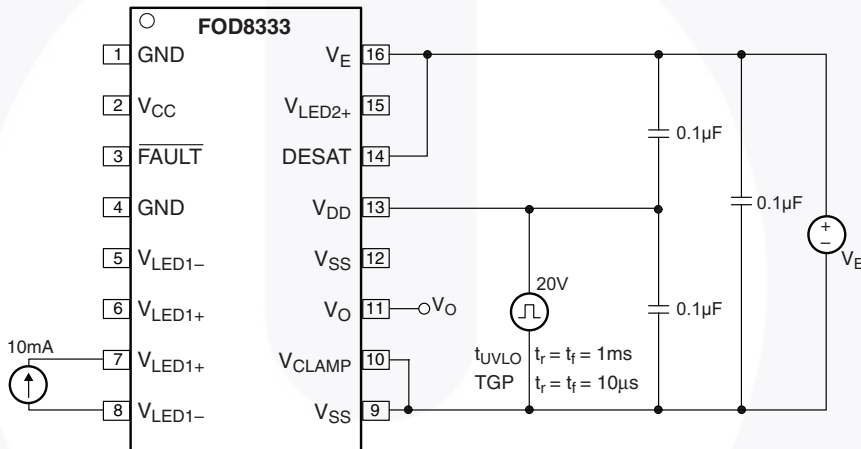 FOD8333
1 GND
2 VCC
3 FAULT
4 GND
5 VLED1–
6 VLED1+
7 VLED1+
8 VLED1–
10mA
VE 16
VLED2+ 15
DESAT 14
VDD 13
VSS 12
VO 11
VO
VCLAMP 10
VSS 9
20V
tUVLO tr = tf = 1ms
TGP tr = tf = 10μs
0.1μF
0.1μF
0.1μF
+
–
VE